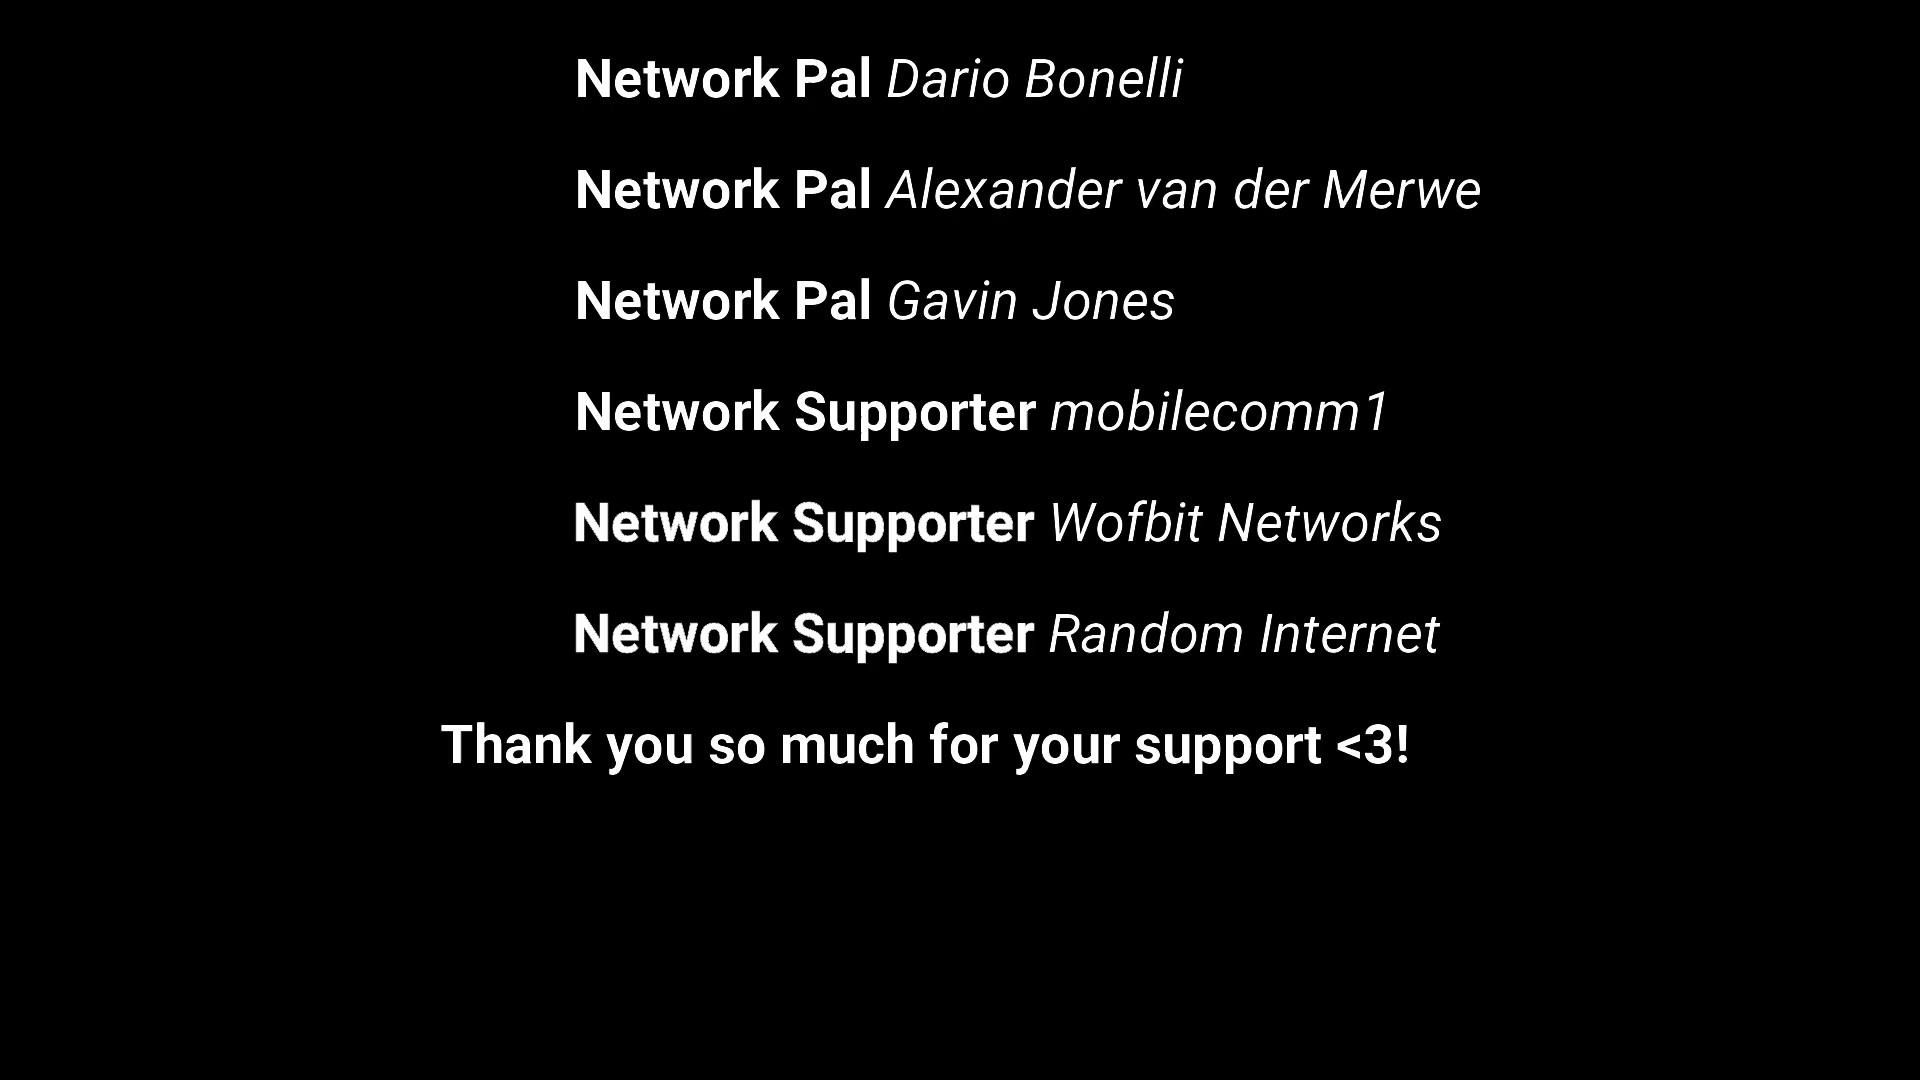 Network Pal Dario Bonelli
Network Pal Alexander van der Merwe
Network Pal Gavin Jones
Network Supporter mobilecomm1
Network Supporter Wofbit Networks
Network Supporter Random Internet
Thank you so much for your support <3!